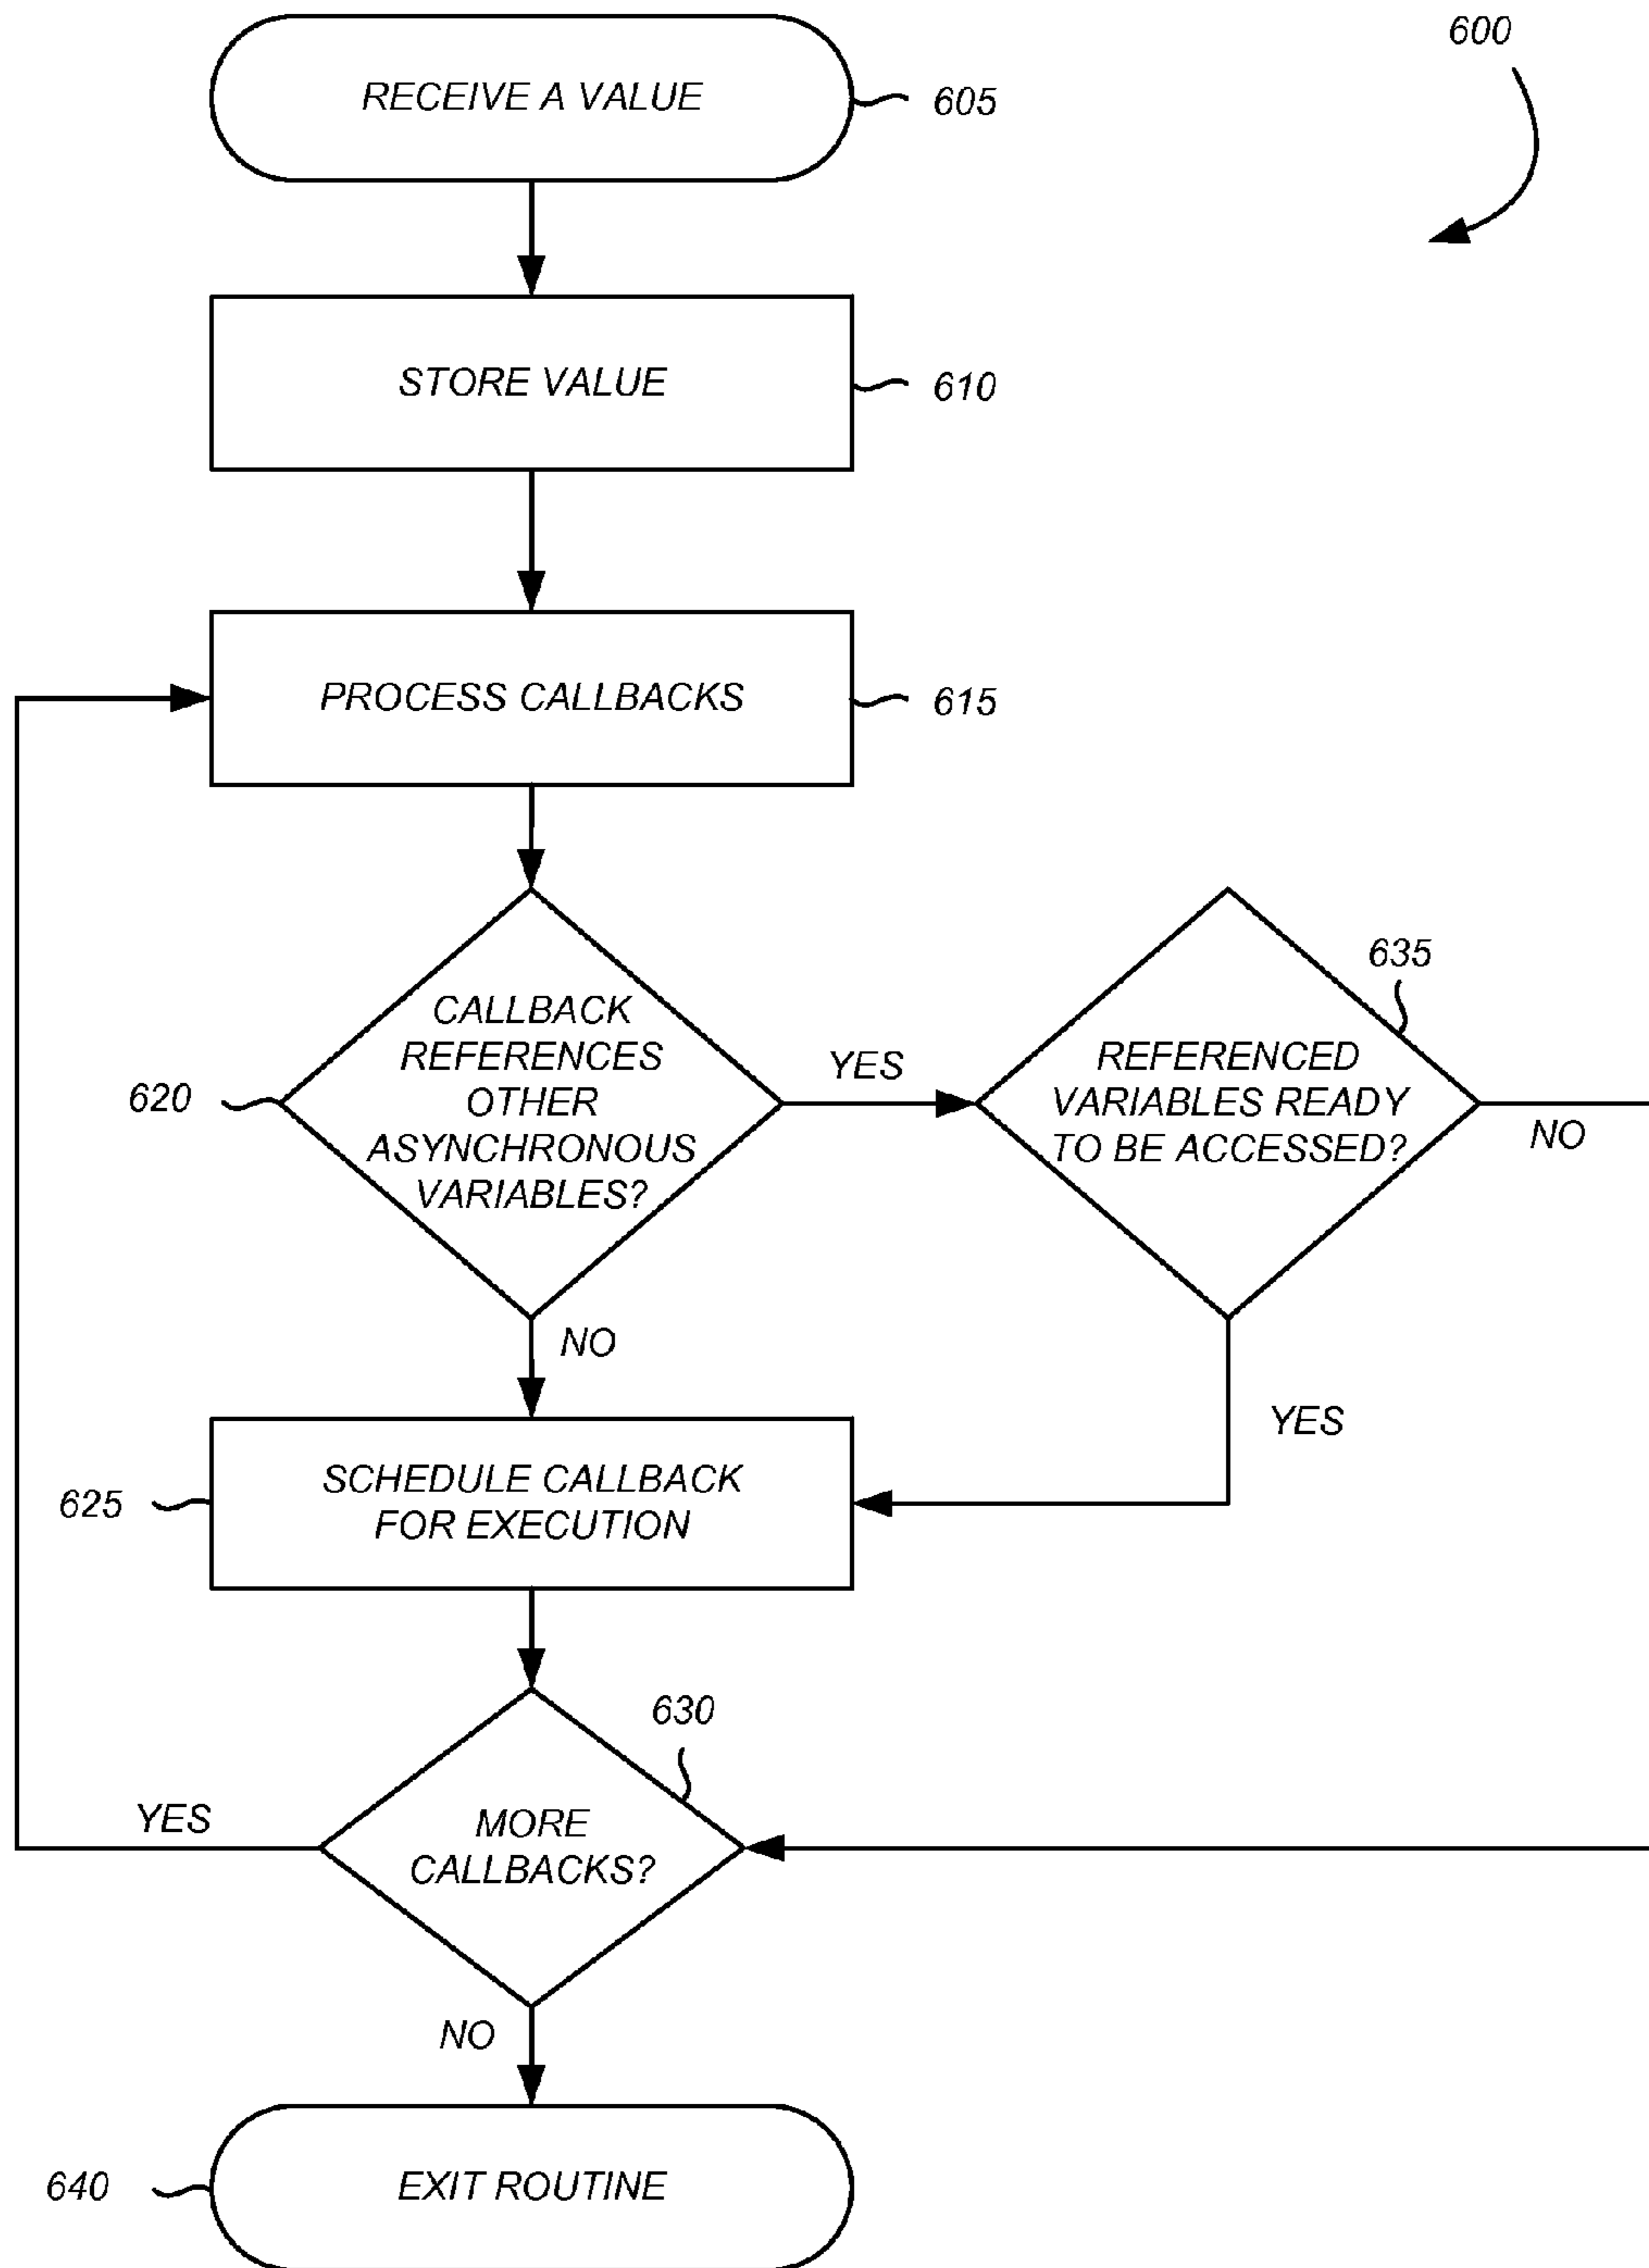 600
RECEIVE A VALUE
605
STORE VALUE
610
PROCESS CALLBACKS
615
CALLBACK
REFERENCES
OTHER
ASYNCHRONOUS
VARIABLES?
620
YES
635
REFERENCED
VARIABLES READY
TO BE ACCESSED?
NO
NO
YES
SCHEDULE CALLBACK
FOR EXECUTION
625
630
MORE
CALLBACKS?
YES
NO
EXIT ROUTINE
640